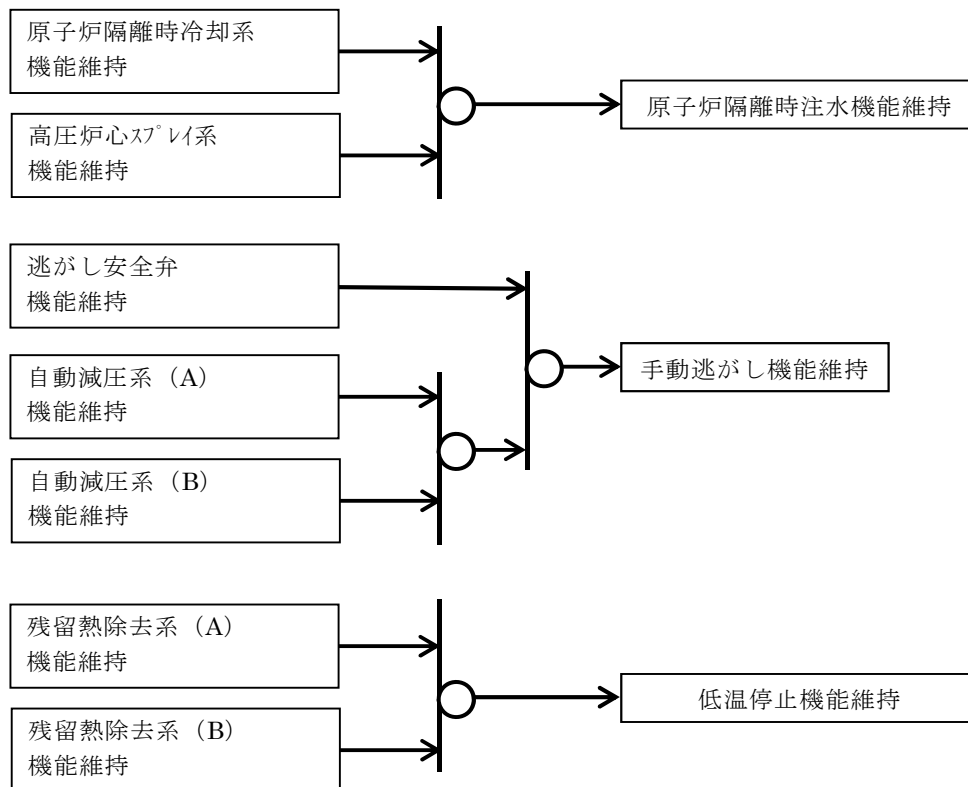 原子炉隔離時冷却系
機能維持
原子炉隔離時注水機能維持
高圧炉心ｽﾌﾟﾚｲ系
機能維持
逃がし安全弁
機能維持
手動逃がし機能維持
自動減圧系（A）
機能維持
自動減圧系（B）
機能維持
残留熱除去系（A）
機能維持
低温停止機能維持
残留熱除去系（B）
機能維持